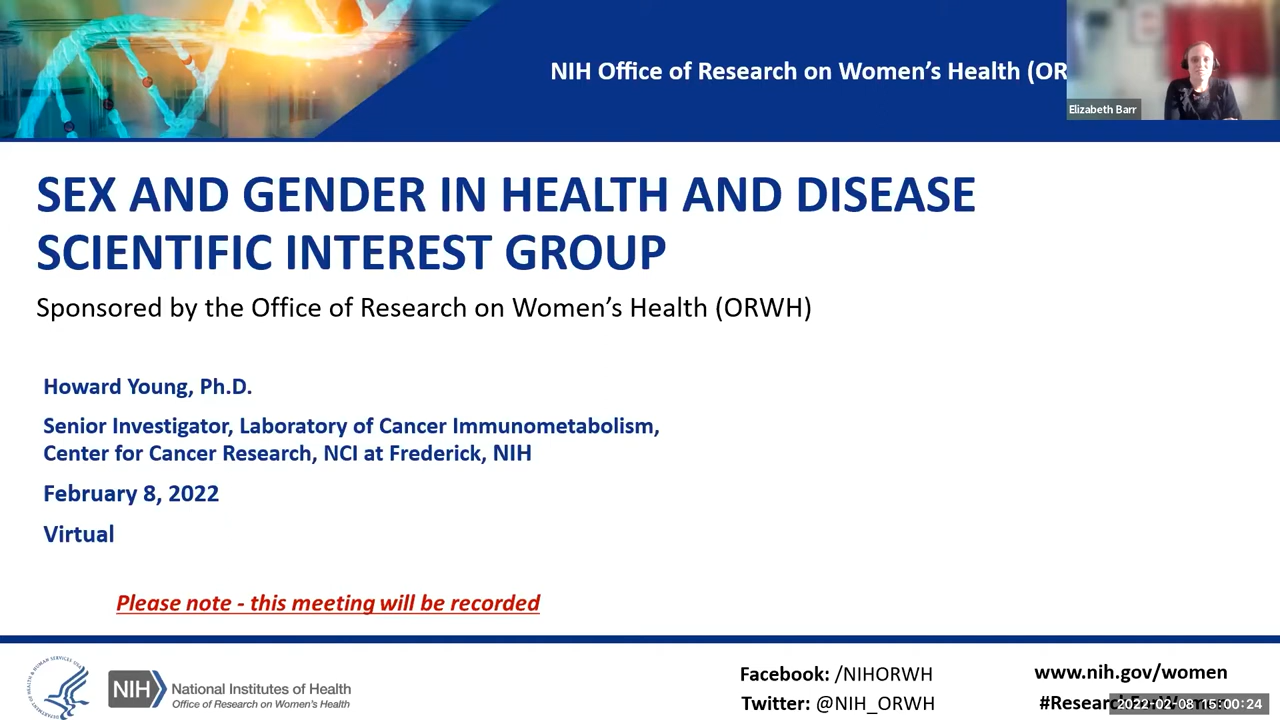 NIH Office of Research on Women's Health (OR
Elizabeth Barr
SEX AND GENDER IN HEALTH AND DISEASE
SCIENTIFIC INTEREST GROUP
Sponsored by the Office of Research on Women's Health (ORWH)
Howard Young, Ph.D.
Senior Investigator, Laboratory of Cancer Immunometabolism,
Center for Cancer Research, NCI at Frederick, NIH
February 8, 2022
Virtual
Please note - this meeting will be recorded
NIH
National Institutes of Health
Office of Research on Women's Health
Facebook: /NIHORWH
Twitter: @NIH_ORWH
www.nih.gov/women
2022-02-08 15:00:24